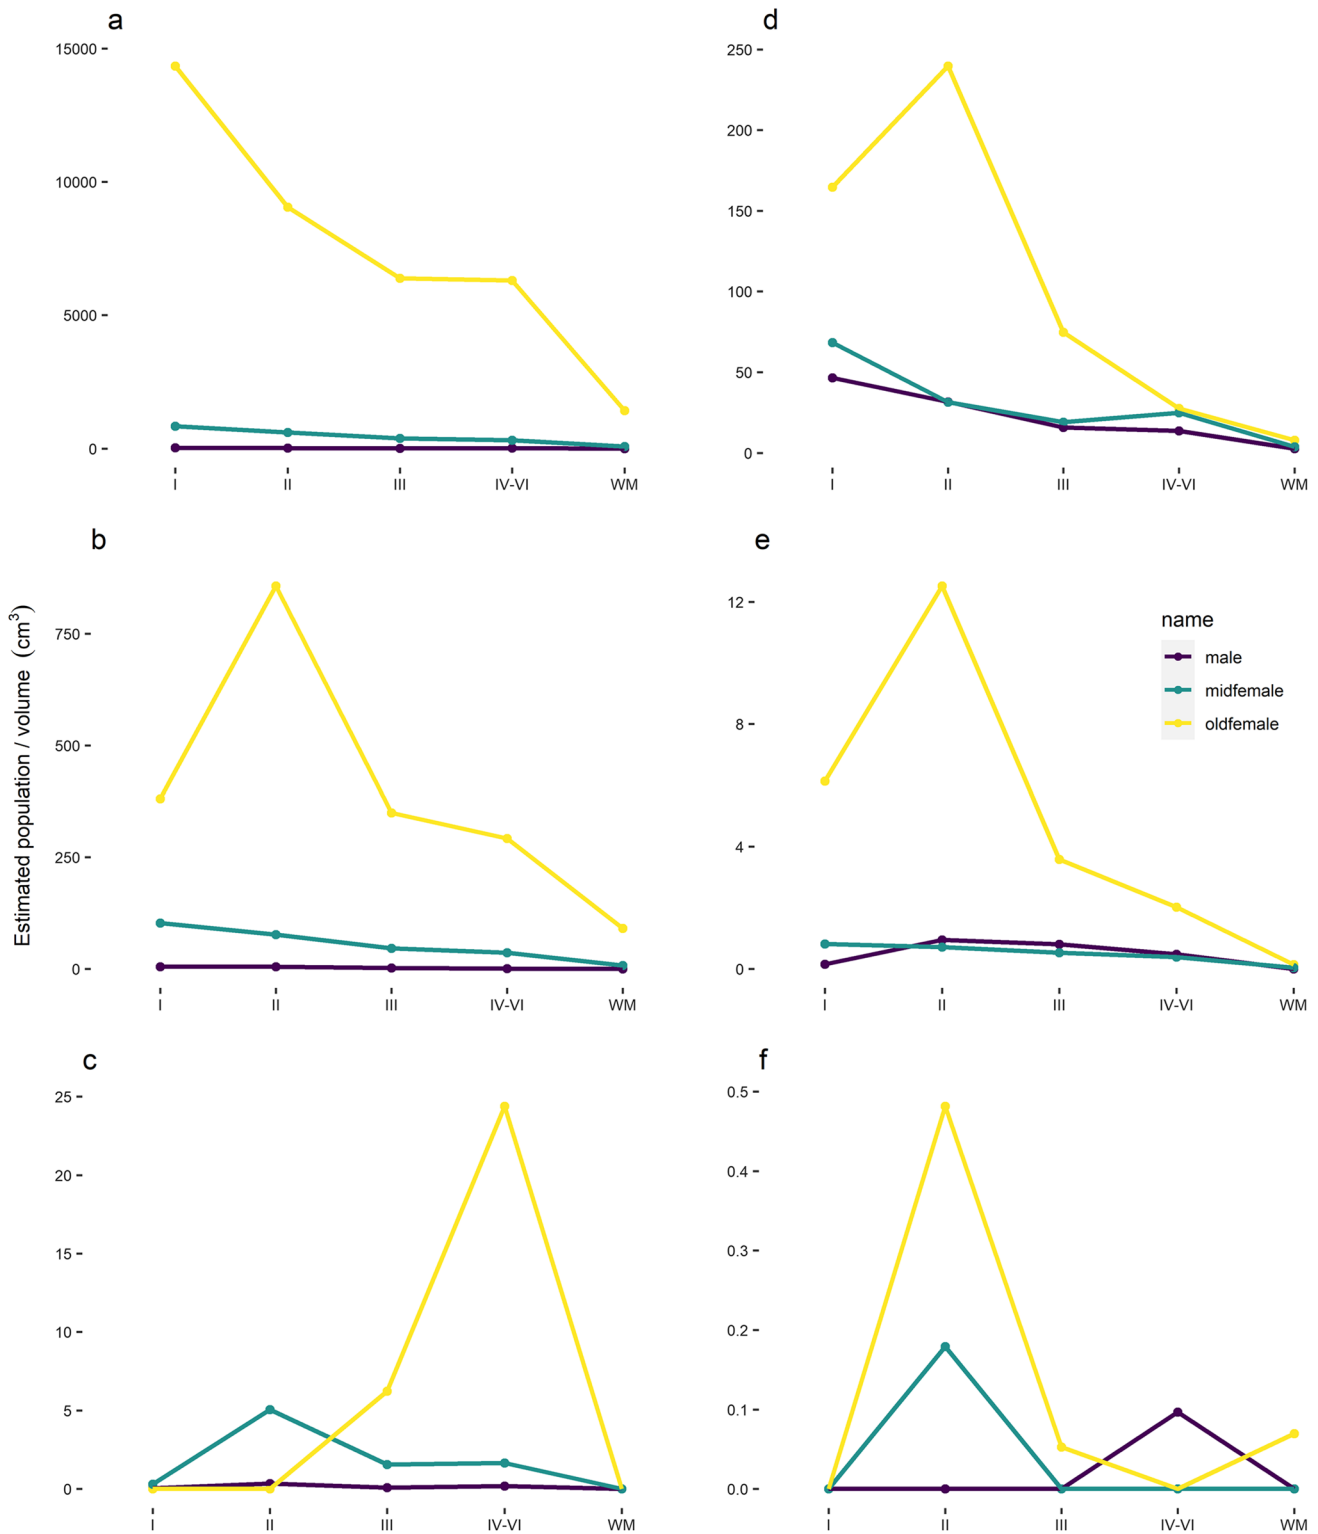 a
15000
10000
5000
0
I II III IV-VI WM
d
250
200
150
100
50
0
I II III IV-VI WM
Estimated population / volume (cm³)
b
750
500
250
0
I II III IV-VI WM
e
12
8
4
0
I II III IV-VI WM
name
male
midfemale
oldfemale
c
25
20
15
10
5
0
I II III IV-VI WM
f
0.5
0.4
0.3
0.2
0.1
0.0
I II III IV-VI WM